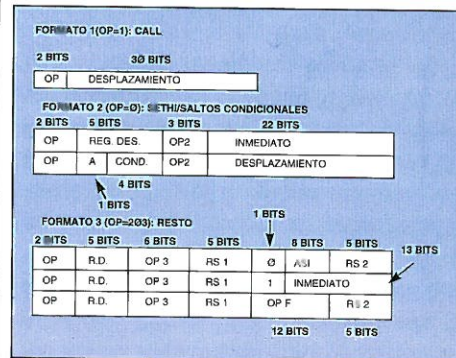 FORMATO 1(OP=1): CALL
2 BITS 3Ø BITS
OP DESPLAZAMIENTO
FORMATO 2 (OP=Ø): SETHI/SALTOS CONDICIONALES
2 BITS 5 BITS 3 BITS 22 BITS
OP REG. DES. OP2 INMEDIATO
OP A COND. OP2 DESPLAZAMIENTO
4 BITS
1 BITS
FORMATO 3 (OP=2Ø3): RESTO
1 BITS
2 BITS 5 BITS 6 BITS 5 BITS 8 BITS 5 BITS
13 BITS
OP R.D. OP 3 RS 1 Ø ASI RS 2
OP R.D. OP 3 RS 1 1 INMEDIATO
OP R.D. OP 3 RS 1 OP F RS 2
12 BITS 5 BITS